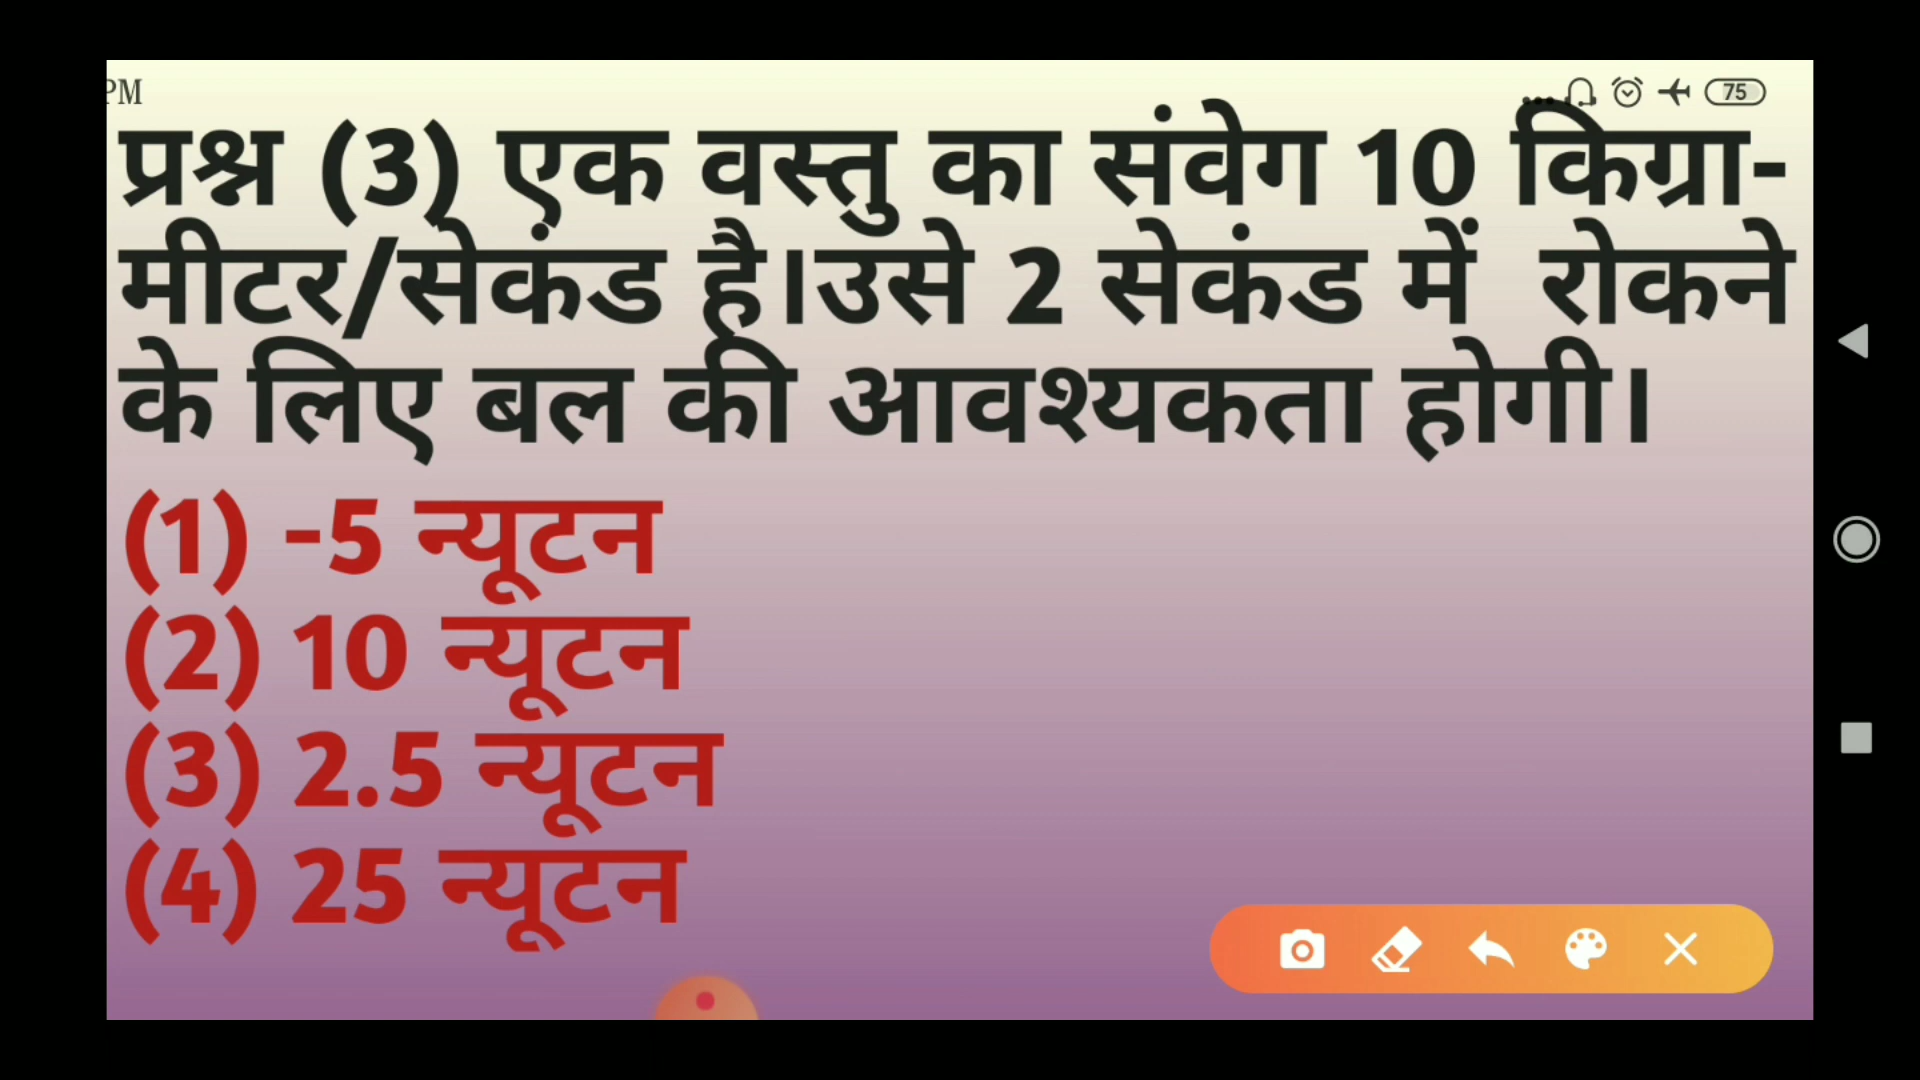 PM 75
प्रश्न (3) एक वस्तु का संवेग 10 किग्रा-
मीटर/सेकंड है।उसे 2 सेकंड में रोकने
के लिए बल की आवश्यकता होगी।
(1) -5 न्यूटन
(2) 10 न्यूटन
(3) 2.5 न्यूटन
(4) 25 न्यूटन